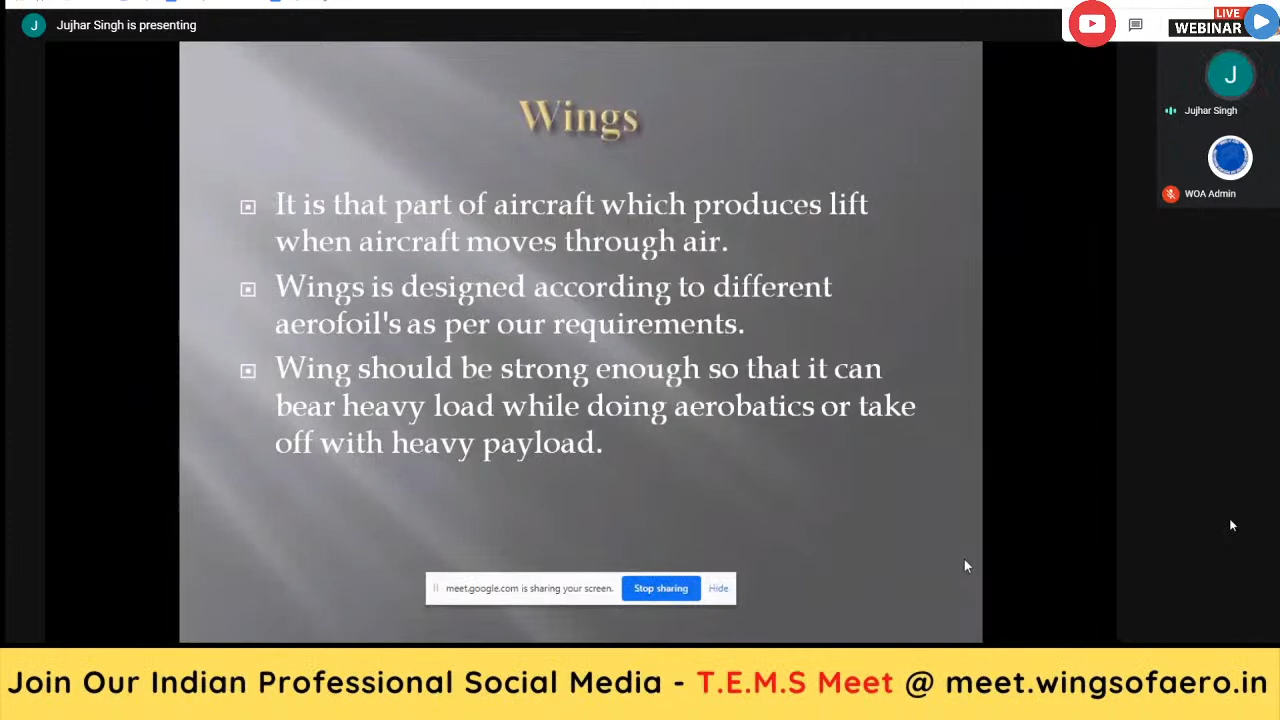 J
Jujhar Singh is presenting
LIVE
WEBINAR
J
Jujhar Singh
WOA Admin
Wings
It is that part of aircraft which produces lift
when aircraft moves through air.
Wings is designed according to different
aerofoil's as per our requirements.
Wing should be strong enough so that it can
bear heavy load while doing aerobatics or take
off with heavy payload.
meet.google.com is sharing your screen.
Stop sharing
Hide
Join Our Indian Professional Social Media - T.E.M.S Meet @ meet.wingsofaero.in